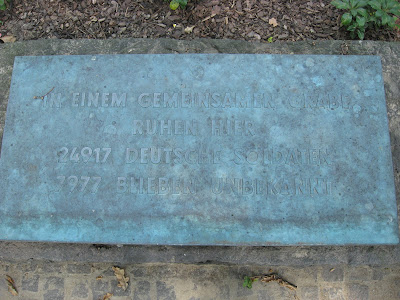 IN EINEM GEMEINSAMEN GRABE
RUHEN HIER
24917 DEUTSCHE SOLDATEN
7977 BLIEBEN UNBEKANNT